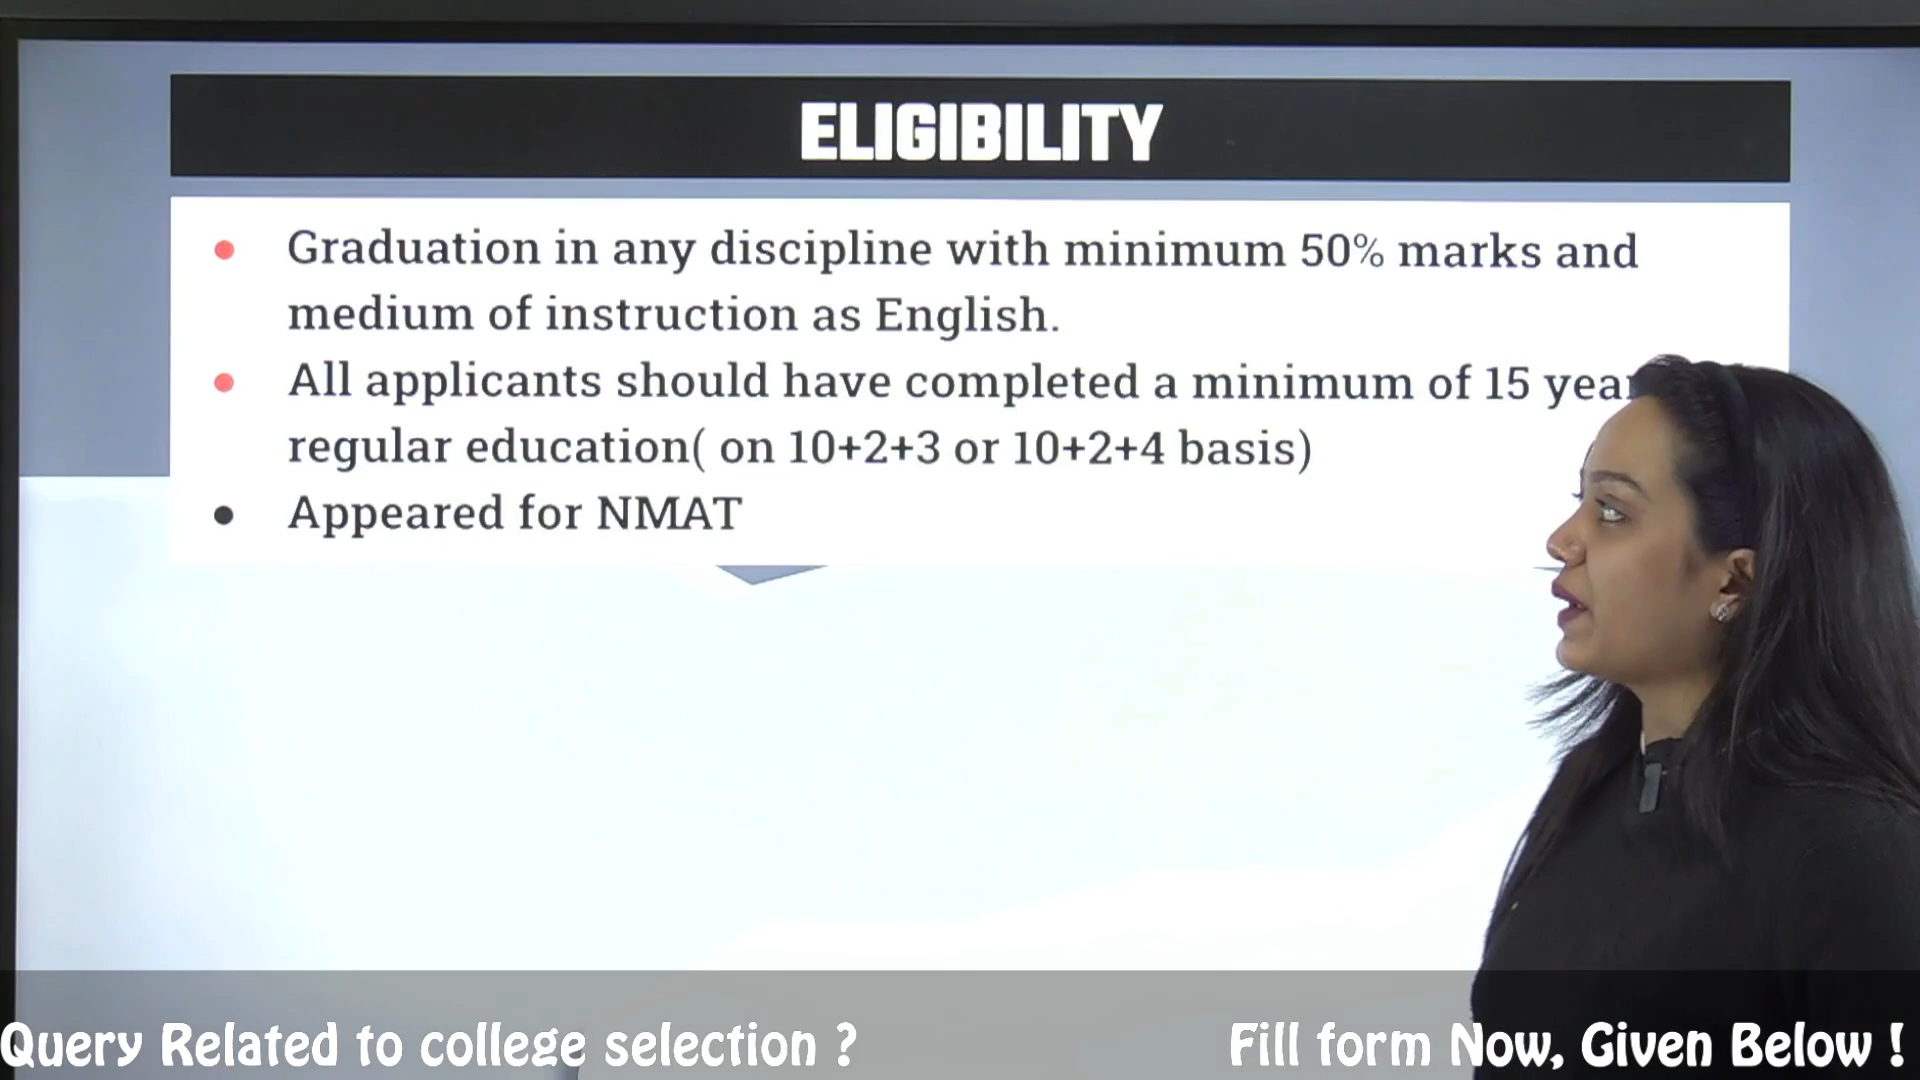 ELIGIBILITY
• Graduation in any discipline with minimum 50% marks and
medium of instruction as English.
• All applicants should have completed a minimum of 15
regular education( on 10+2+3 or 10+2+4 basis)
• Appeared for NMAT
Query Related to college selection ?
Fill form Now, Given Below !